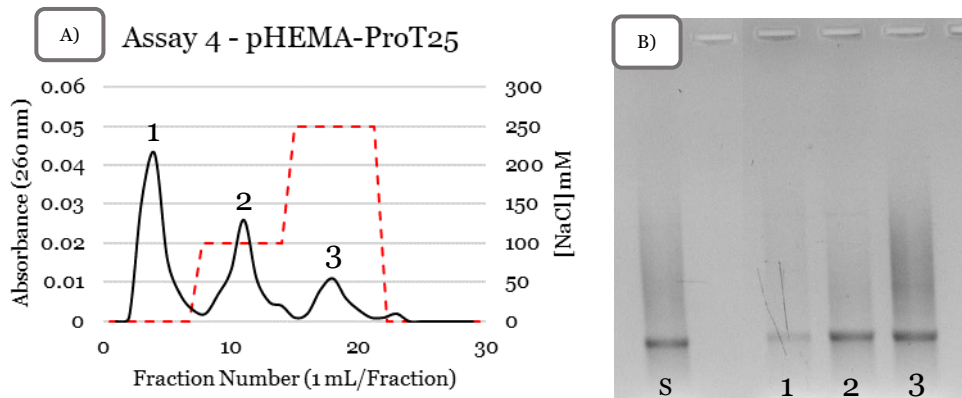 A) Assay 4 - pHEMA-ProT25
B)
0.06 300
0.05 250
0.04 200
0.03 150
0.02 100
0.01 50
0 0
1
2
3
0 10 20 30
Absorbance (260 nm)
[NaCl] mM
Fraction Number (1 mL/Fraction)
S 1 2 3